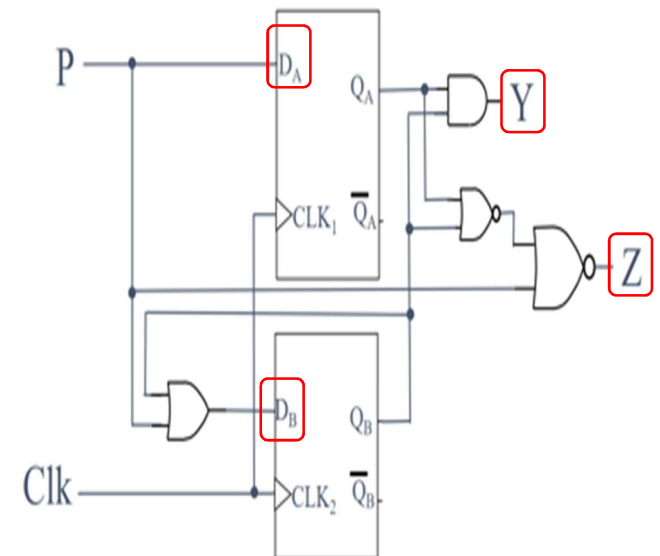 P
D_A
Q_A
Y
CLK_1
Q̅_A
Z
D_B
Q_B
Clk
CLK_2
Q̅_B